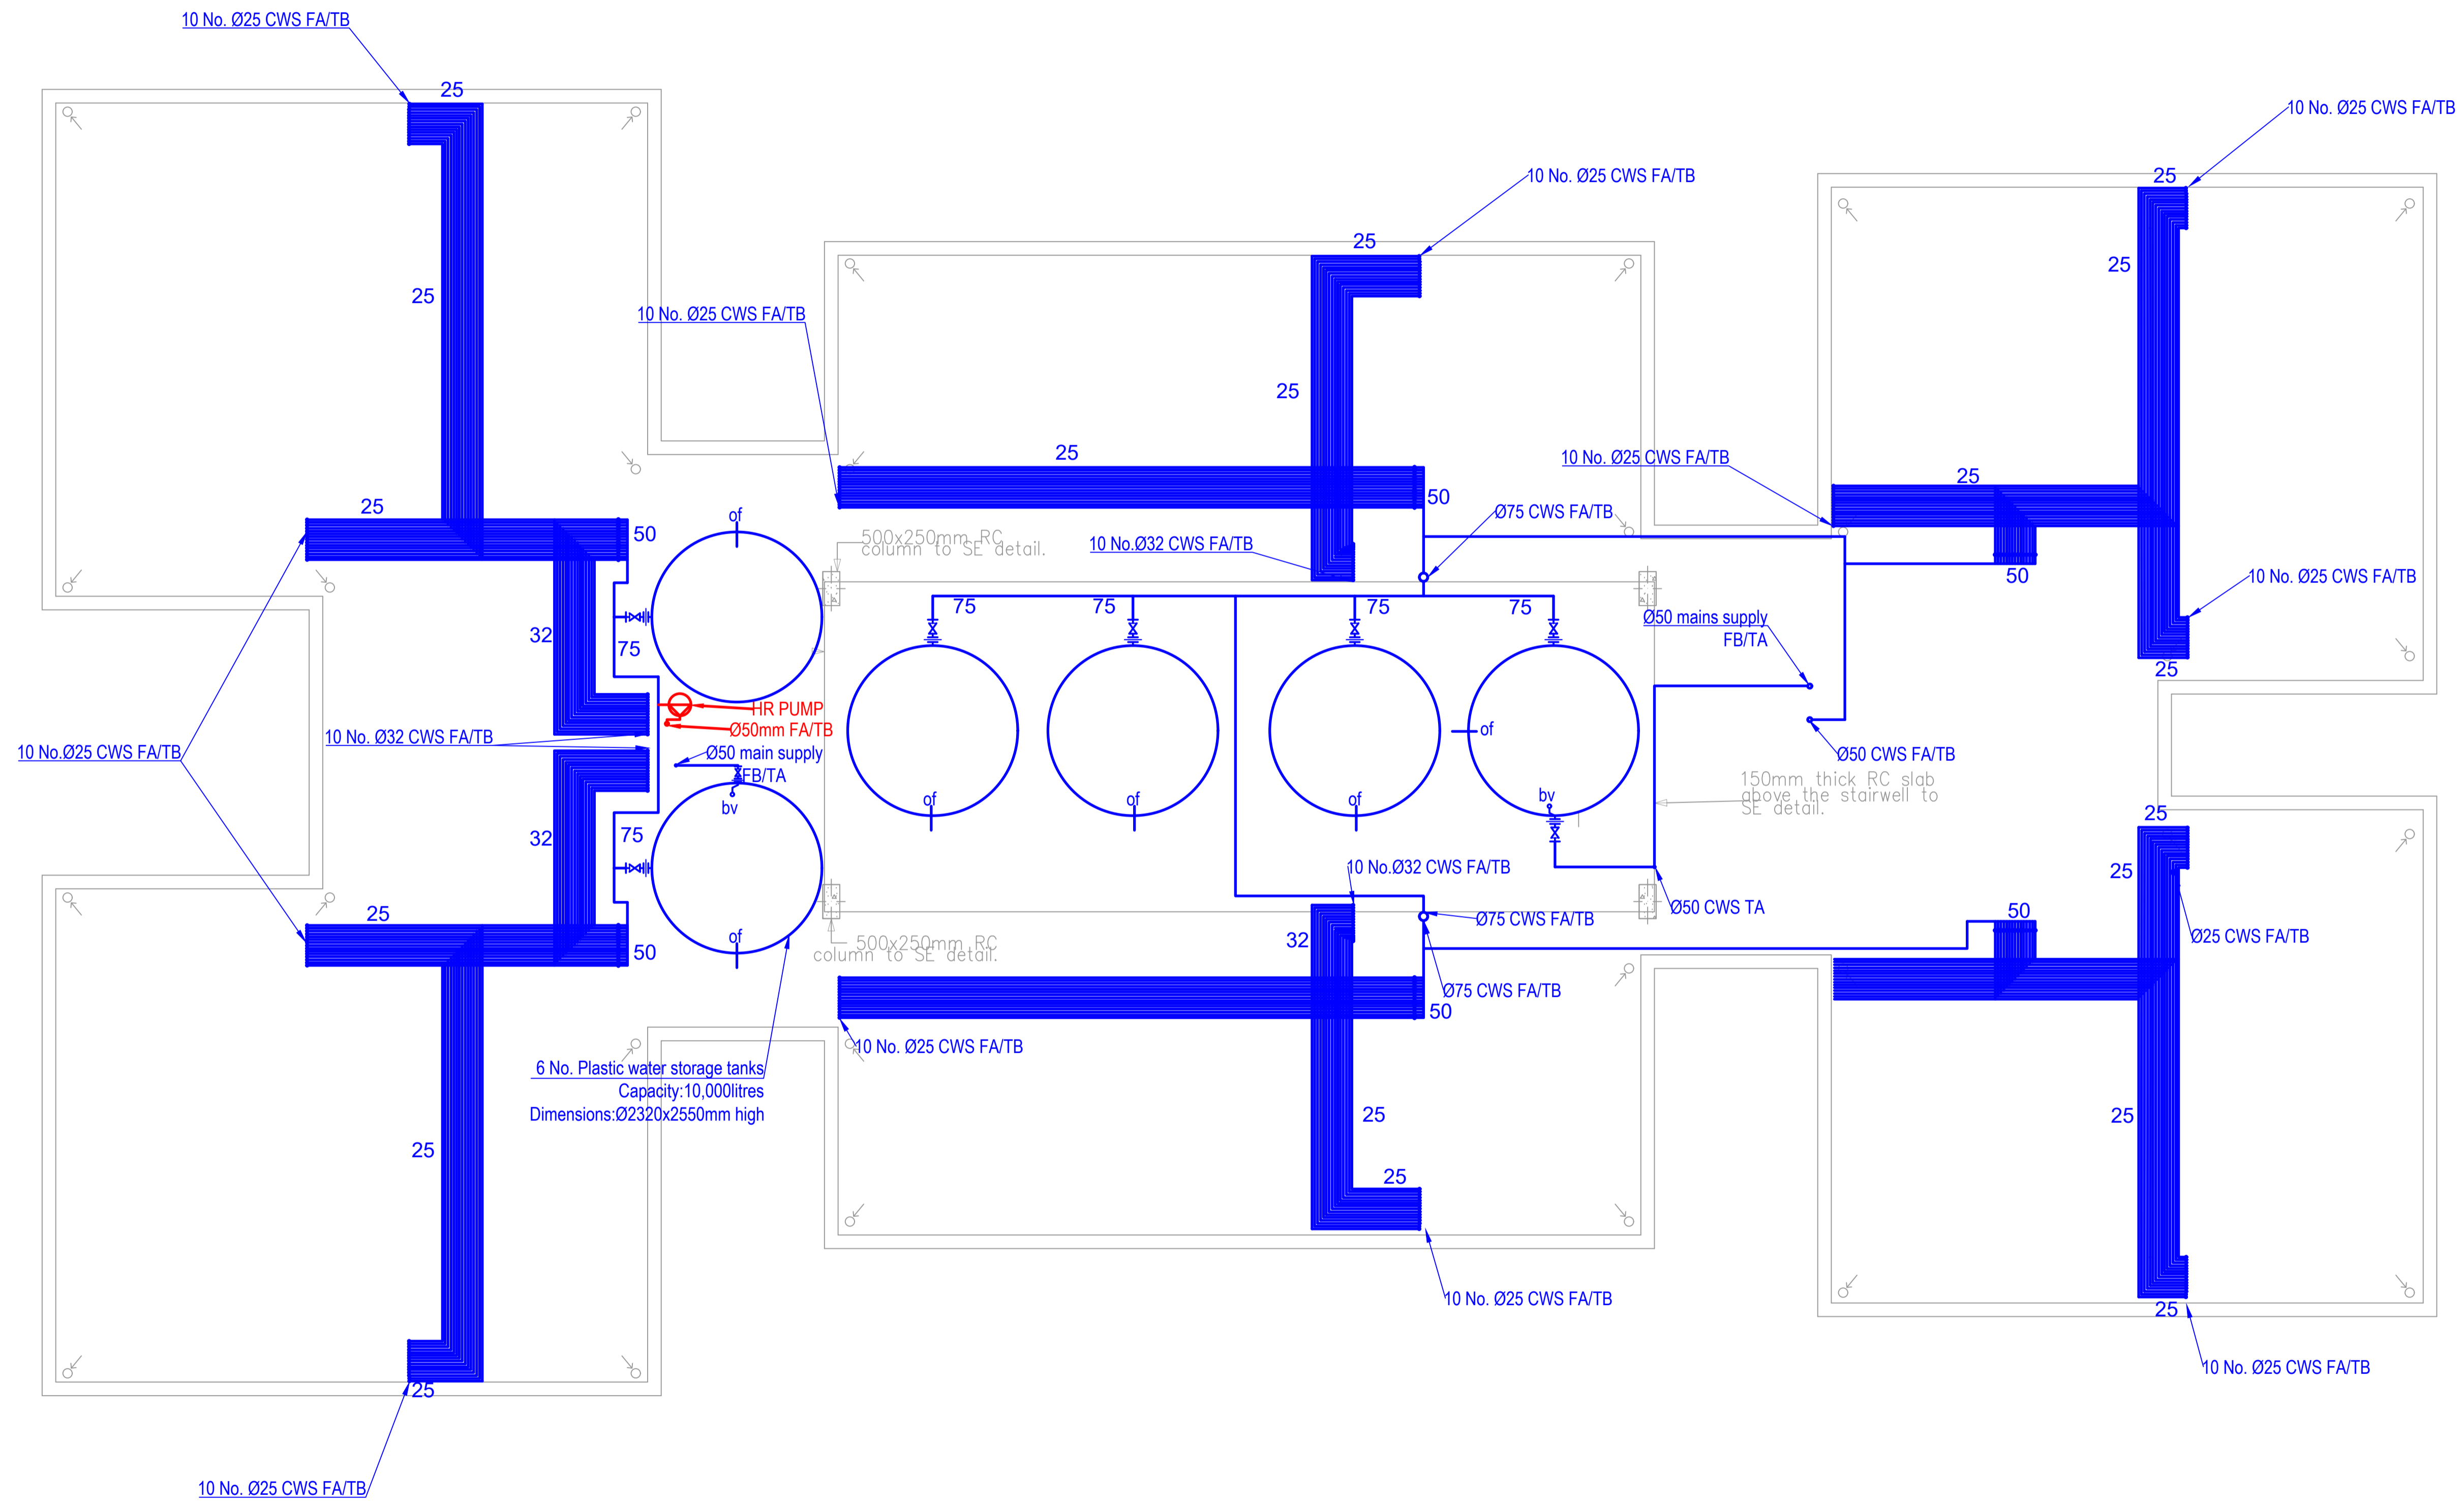 10 No. Ø25 CWS FA/TB
25
10 No. Ø25 CWS FA/TB
10 No. Ø25 CWS FA/TB
25
25
25
25
25
10 No. Ø25 CWS FA/TB
25
25
25
10 No. Ø25 CWS FA/TB
25
25
50
50
of
Ø75 CWS FA/TB
500x250mm RC
column to SE detail.
10 No.Ø32 CWS FA/TB
50
10 No. Ø25 CWS FA/TB
75
75
75
75
Ø50 mains supply
FB/TA
32
75
25
HR PUMP
Ø50mm FA/TB
of
10 No. Ø32 CWS FA/TB
10 No.Ø25 CWS FA/TB
Ø50 main supply
FB/TA
Ø50 CWS FA/TB
150mm thick RC slab
above the stairwell to
SE detail.
bv
of
of
of
bv
25
32
75
10 No.Ø32 CWS FA/TB
25
Ø50 CWS TA
25
50
Ø75 CWS FA/TB
of
500x250mm RC
column to SE detail.
32
Ø25 CWS FA/TB
50
Ø75 CWS FA/TB
50
10 No. Ø25 CWS FA/TB
6 No. Plastic water storage tanks
Capacity:10,000litres
Dimensions:Ø2320x2550mm high
25
25
25
25
10 No. Ø25 CWS FA/TB
25
10 No. Ø25 CWS FA/TB
25
10 No. Ø25 CWS FA/TB